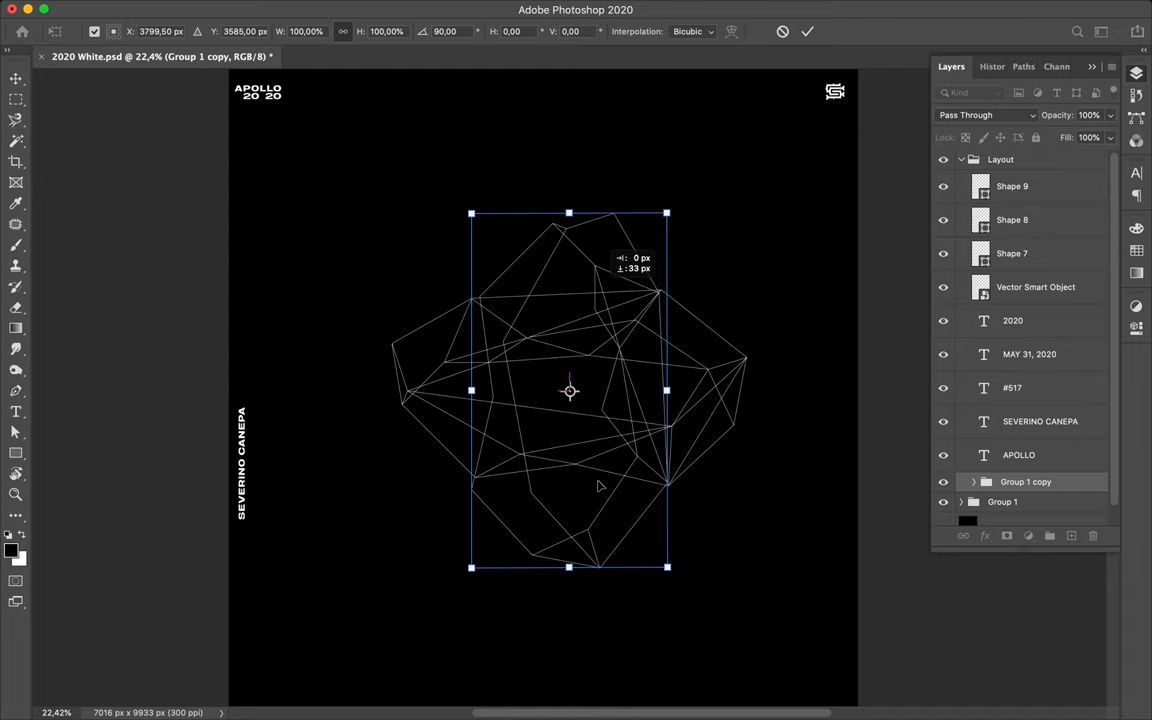 Adobe Photoshop 2020
X: 3799,50 px
Y: 3585,00 px
W: 100,00%
H: 100,00%
90,00
H: 0,00
V: 0,00
Interpolation:
Bicubic
2020 White.psd @ 22,4% (Group 1 copy, RGB/8) *
Layers
Histor
Paths
Chann
Kind
Pass Through
Opacity: 100%
Lock:
Fill: 100%
Layout
Shape 9
Shape 8
Shape 7
Vector Smart Object
2020
MAY 31, 2020
#517
SEVERINO CANEPA
APOLLO
Group 1 copy
Group 1
APOLLO
20 20
0 px
:33 px
SEVERINO CANEPA
22,42%
7016 px x 9933 px (300 ppi)